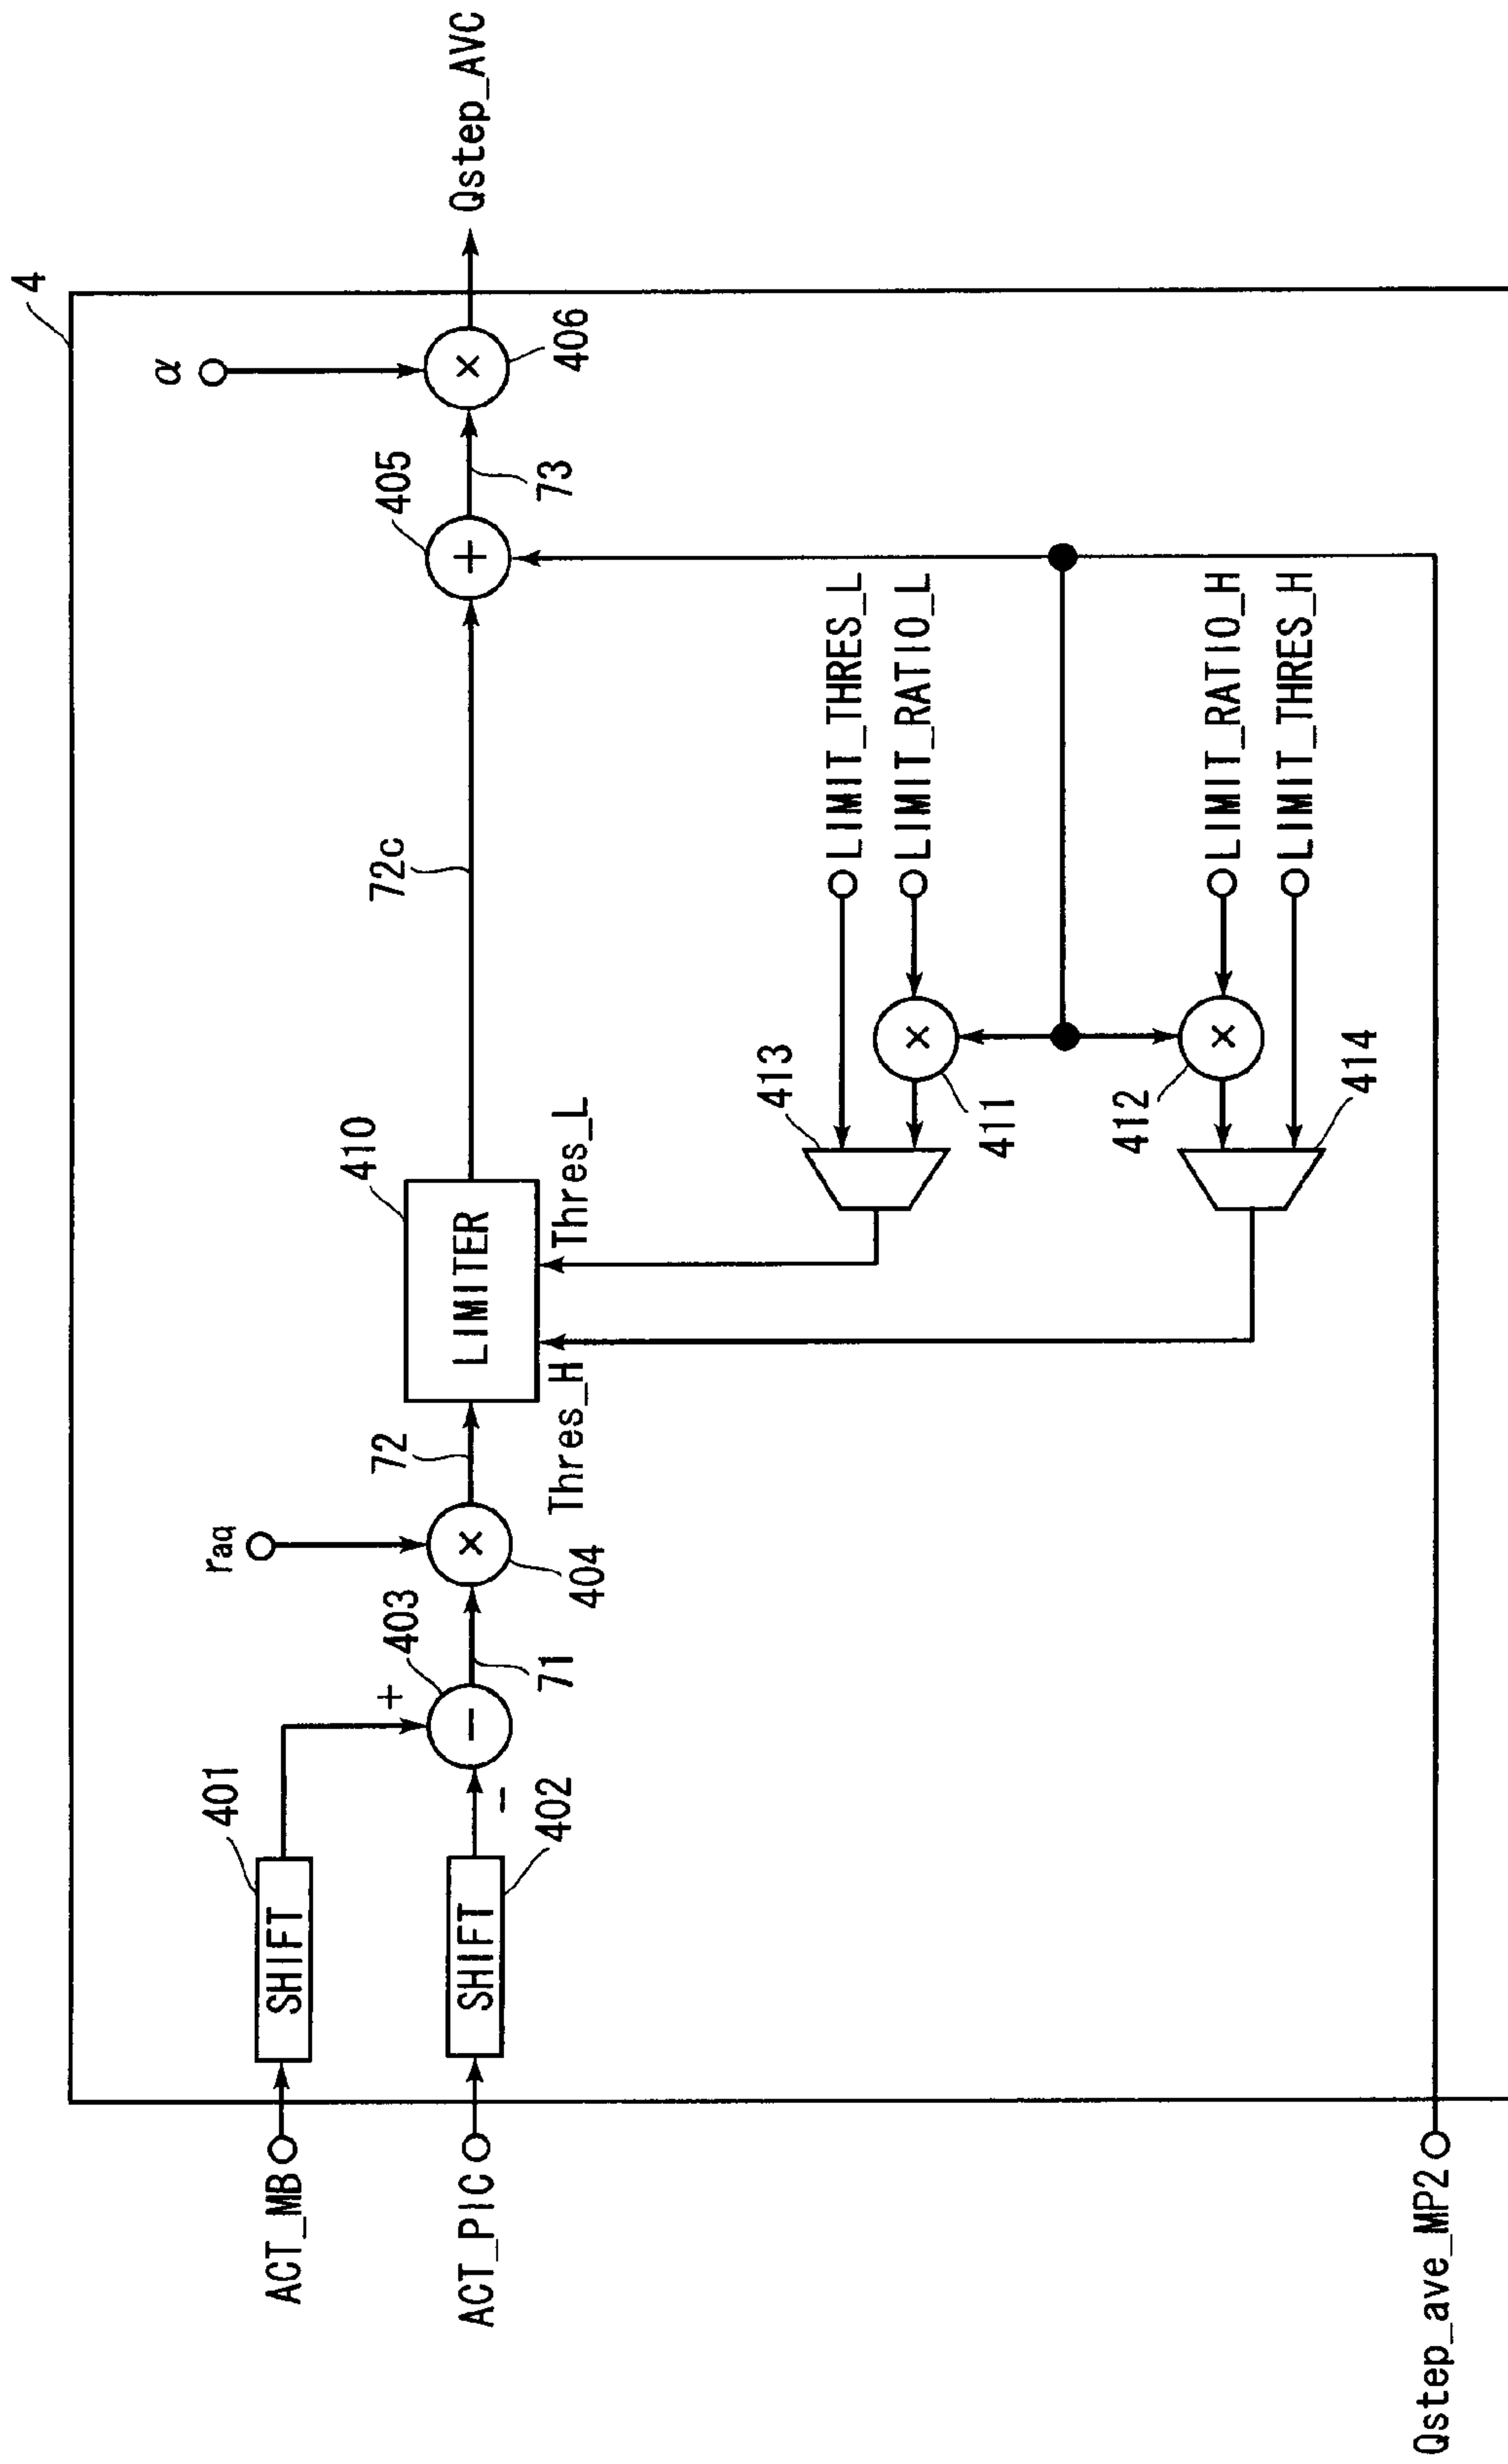 4
ACT_MB
SHIFT
401
ACT_PIC
SHIFT
402
+
-
-
403
71
raq
×
404
72
LIMITER
410
Thres_H
Thres_L
72c
+
405
73
α
×
406
Qstep_AVC
413
LIMIT_THRES_L
LIMIT_RATIO_L
×
411
412
×
LIMIT_RATIO_H
LIMIT_THRES_H
414
Qstep_ave_MP2